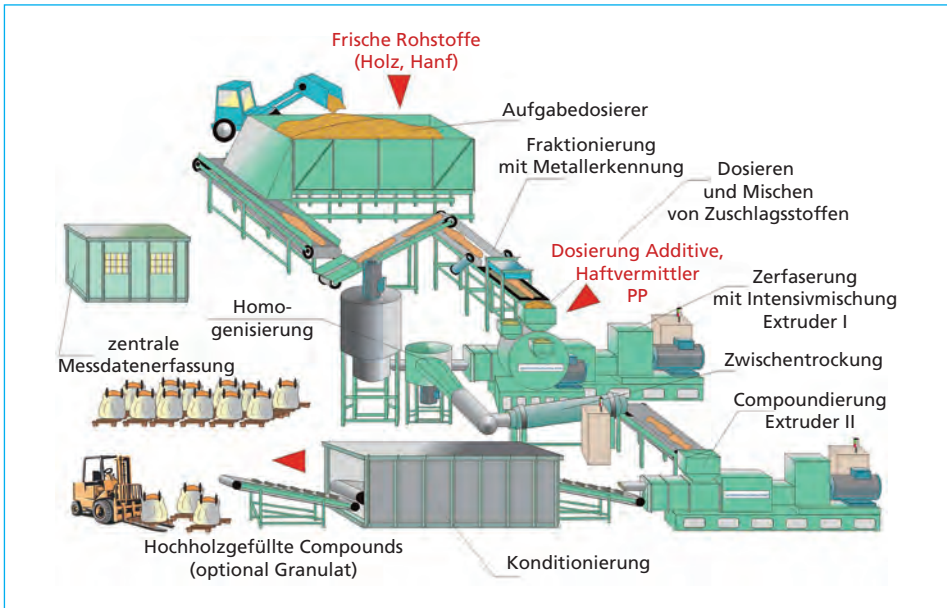 Frische Rohstoffe
(Holz, Hanf)
Aufgabedosierer
Fraktionierung
mit Metallerkennung
Dosieren
und Mischen
von Zuschlagsstoffen
Dosierung Additive,
Haftvermittler
PP
Zerfaserung
mit Intensivmischung
Extruder I
Homo-
genisierung
zentrale
Messdatenerfassung
Zwischentrockung
Compoundierung
Extruder II
Hochholzgefüllte Compounds
(optional Granulat)
Konditionierung